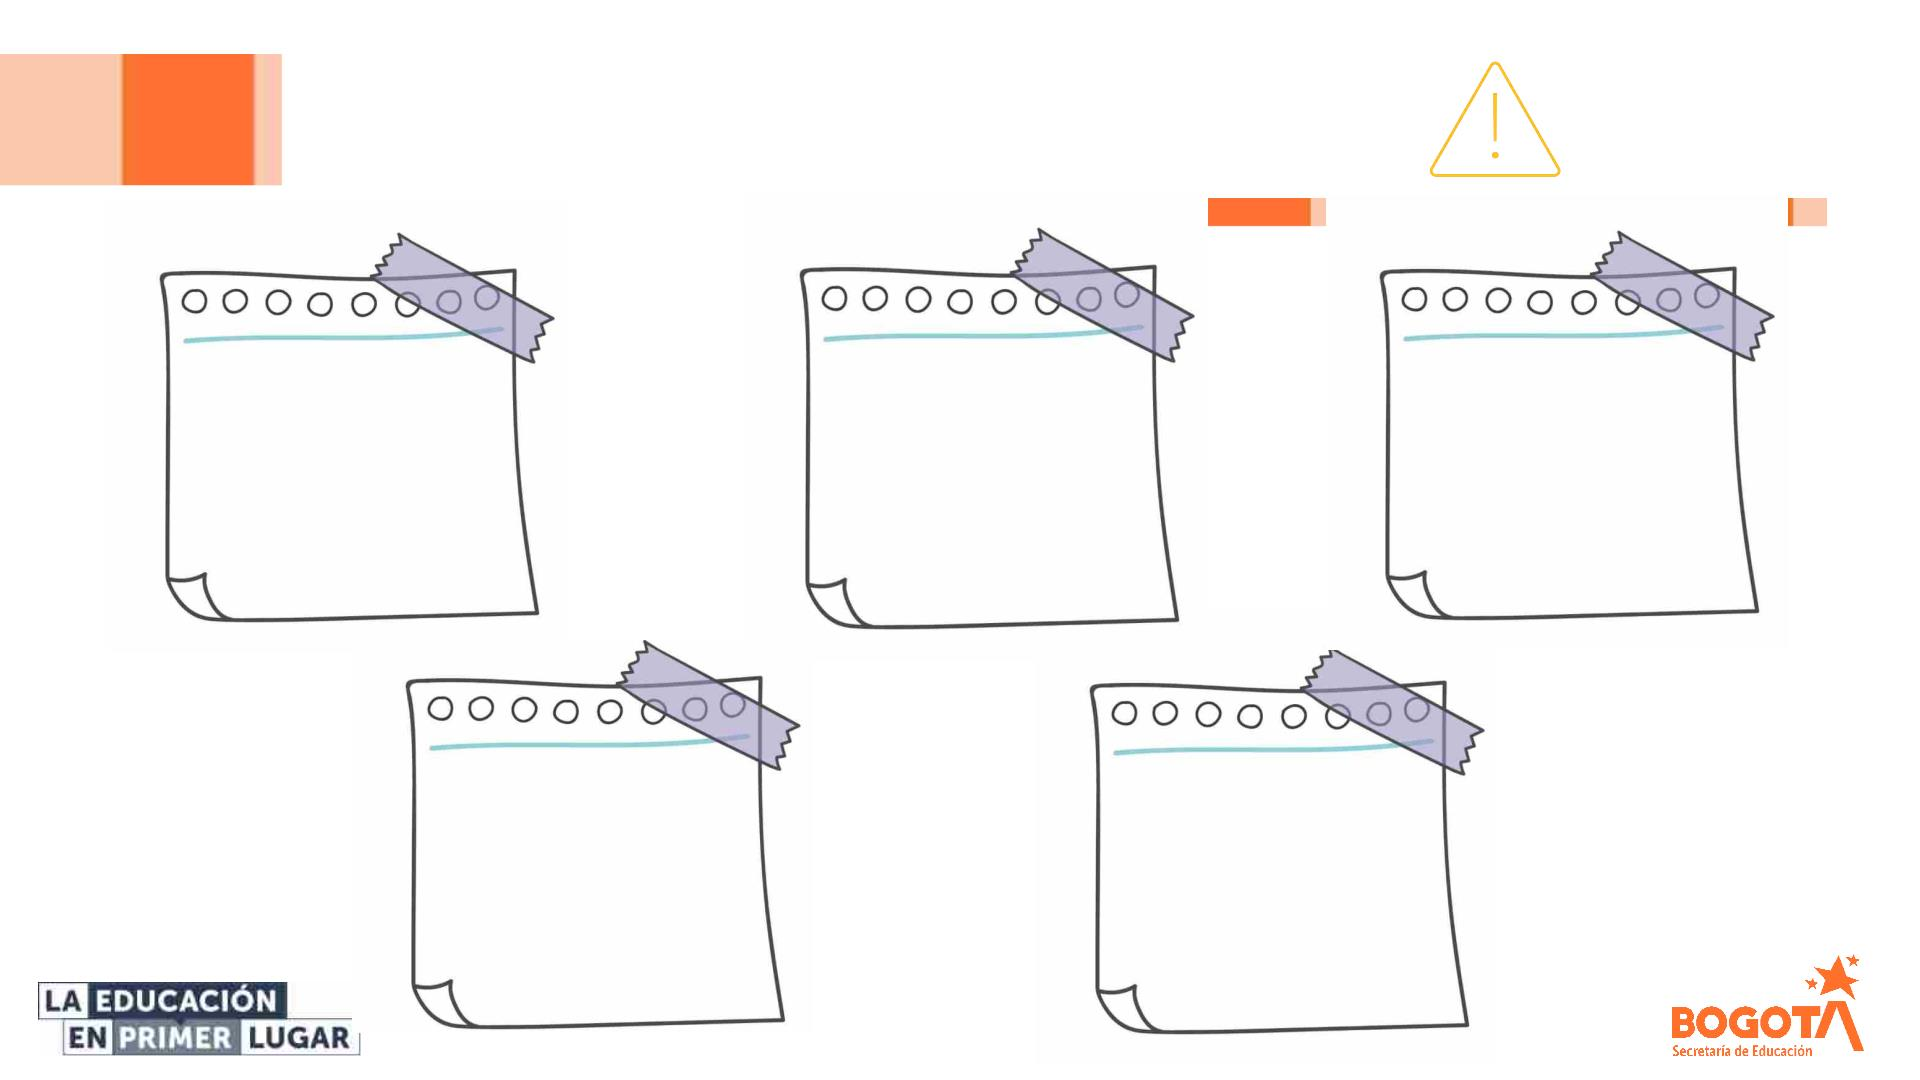 LA EDUCACIÓN
EN PRIMER LUGAR
BOGOTÁ
Secretaría de Educación